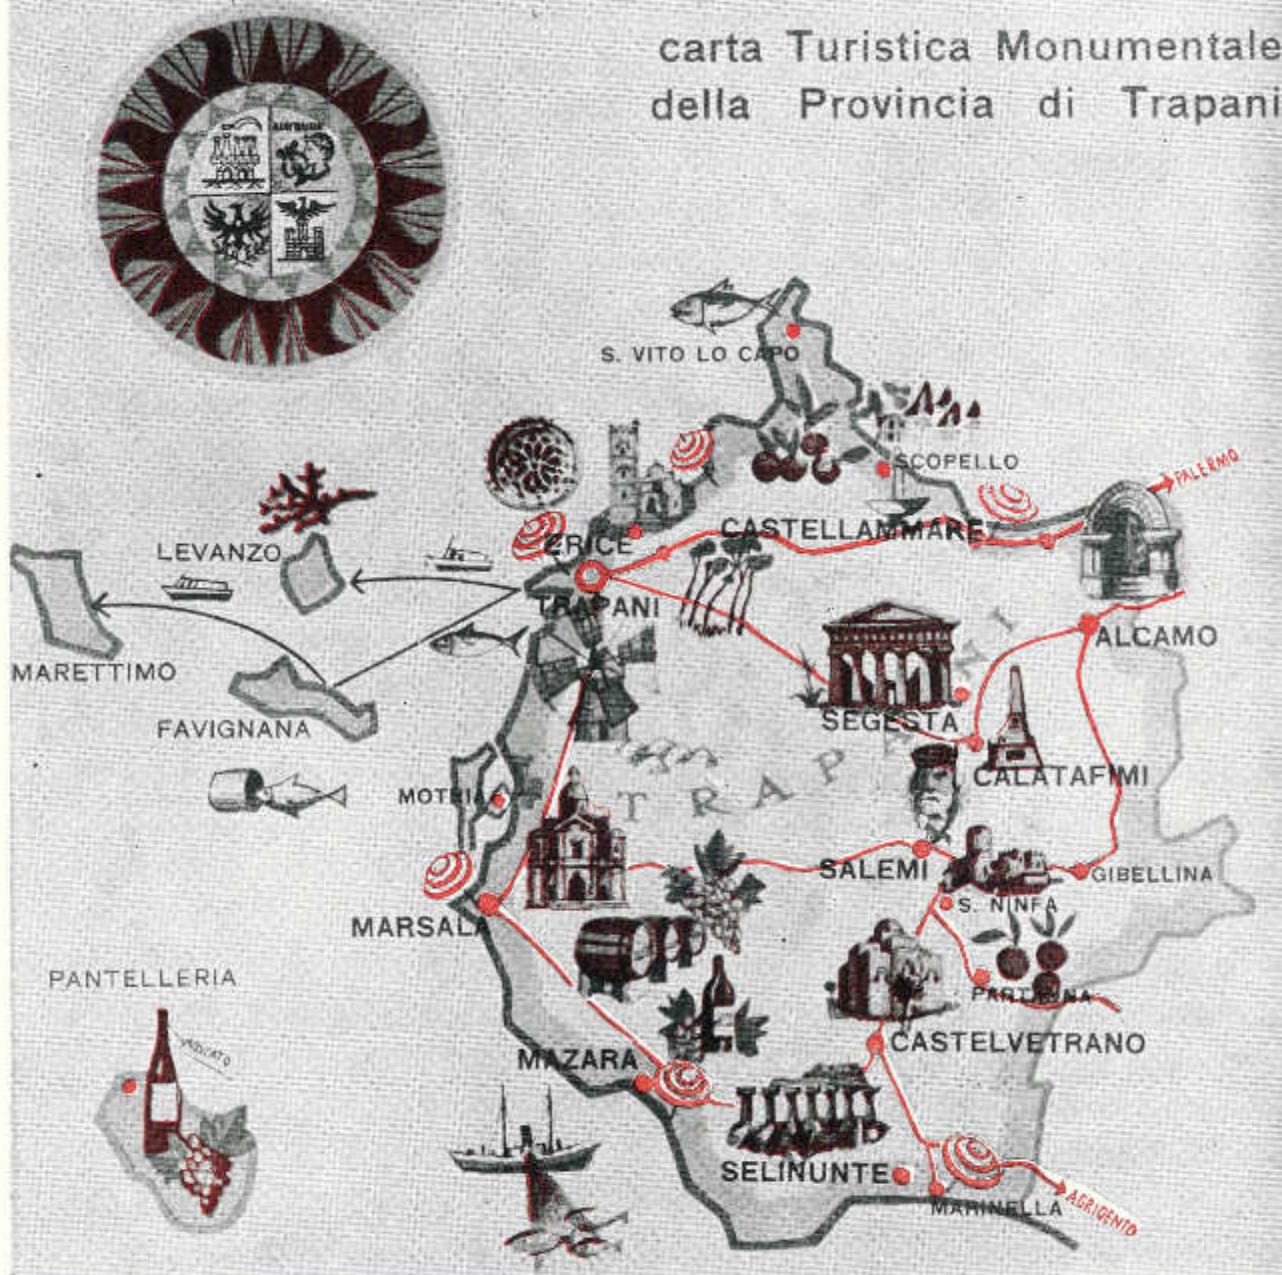 carta Turistica Monumentale
della Provincia di Trapani
S. VITO LO CAPO
SCOPELLO
PALERMO
CASTELLAMMARE
ERICE
LEVANZO
TRAPANI
ALCAMO
MARETTIMO
FAVIGNANA
SEGESTA
CALATAFIMI
MOTHIA
TRAPANI
SALEMI
GIBELLINA
S. NINFA
MARSALA
PANTELLERIA
PARTANNA
CASTELVETRANO
MAZARA
SELINUNTE
MARINELLA
AGRIGENTO